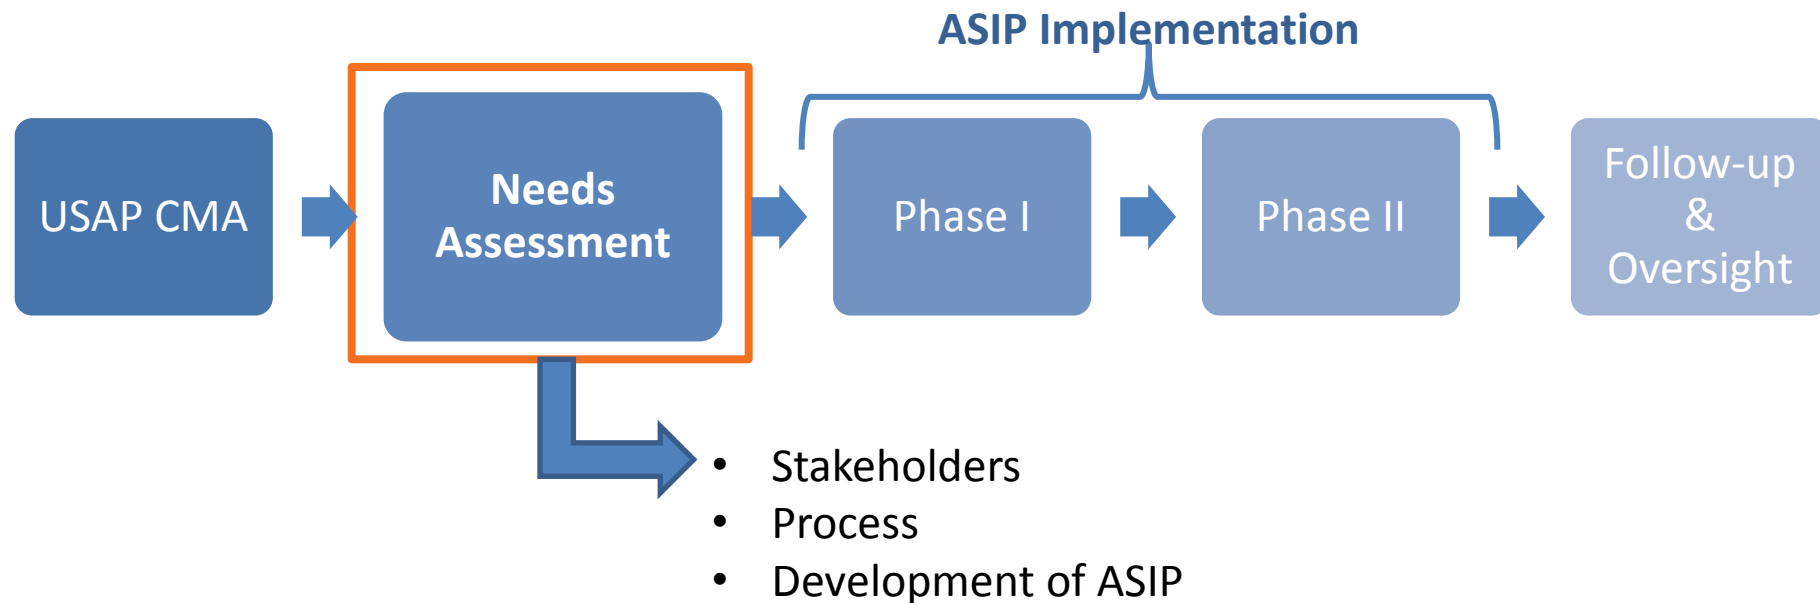 ASIP Implementation
USAP CMA
Needs
Assessment
Phase I
Phase II
Follow-up
&
Oversight
• Stakeholders
• Process
• Development of ASIP